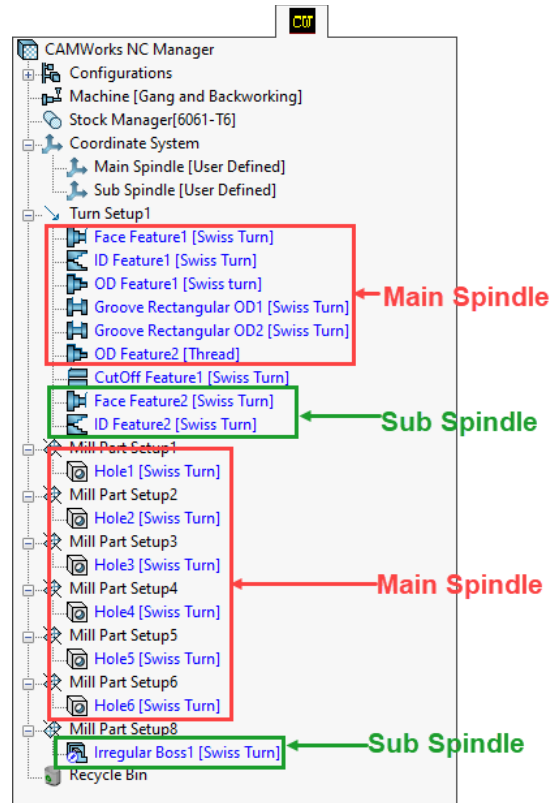 CAMWorks NC Manager
Configurations
Machine [Gang and Backworking]
Stock Manager[6061-T6]
Coordinate System
Main Spindle [User Defined]
Sub Spindle [User Defined]
Turn Setup1
Face Feature1 [Swiss Turn]
ID Feature1 [Swiss Turn]
OD Feature1 [Swiss turn]
Main Spindle
Groove Rectangular OD1 [Swiss Turn]
Groove Rectangular OD2 [Swiss Turn]
OD Feature2 [Thread]
CutOff Feature1 [Swiss Turn]
Face Feature2 [Swiss Turn]
Sub Spindle
ID Feature2 [Swiss Turn]
Mill Part Setup1
Hole1 [Swiss Turn]
Mill Part Setup2
Hole2 [Swiss Turn]
Mill Part Setup3
Hole3 [Swiss Turn]
Mill Part Setup4
Main Spindle
Hole4 [Swiss Turn]
Mill Part Setup5
Hole5 [Swiss Turn]
Mill Part Setup6
Hole6 [Swiss Turn]
Mill Part Setup8
Irregular Boss1 [Swiss Turn]
Sub Spindle
Recycle Bin